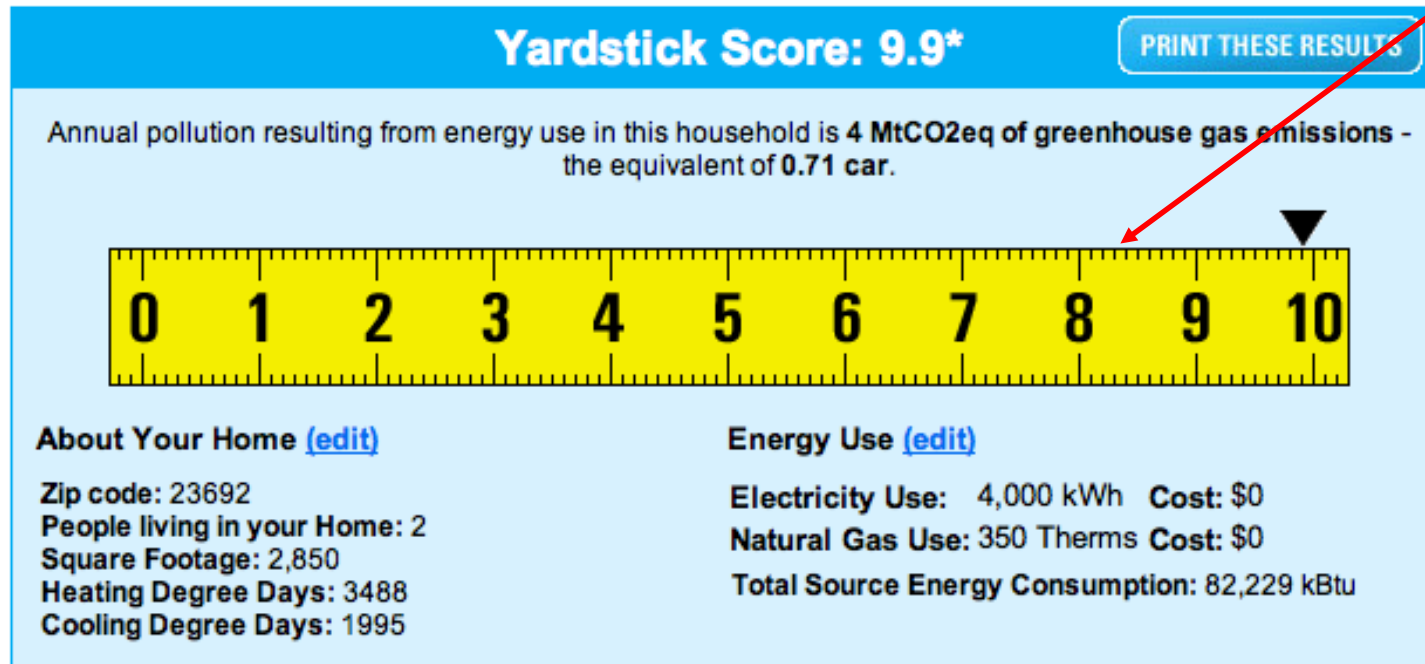 Yardstick Score: 9.9*
PRINT THESE RESULTS
Annual pollution resulting from energy use in this household is 4 MtCO2eq of greenhouse gas emissions -
the equivalent of 0.71 car.
0 1 2 3 4 5 6 7 8 9 10
About Your Home (edit)
Zip code: 23692
People living in your Home: 2
Square Footage: 2,850
Heating Degree Days: 3488
Cooling Degree Days: 1995
Energy Use (edit)
Electricity Use: 4,000 kWh Cost: $0
Natural Gas Use: 350 Therms Cost: $0
Total Source Energy Consumption: 82,229 kBtu